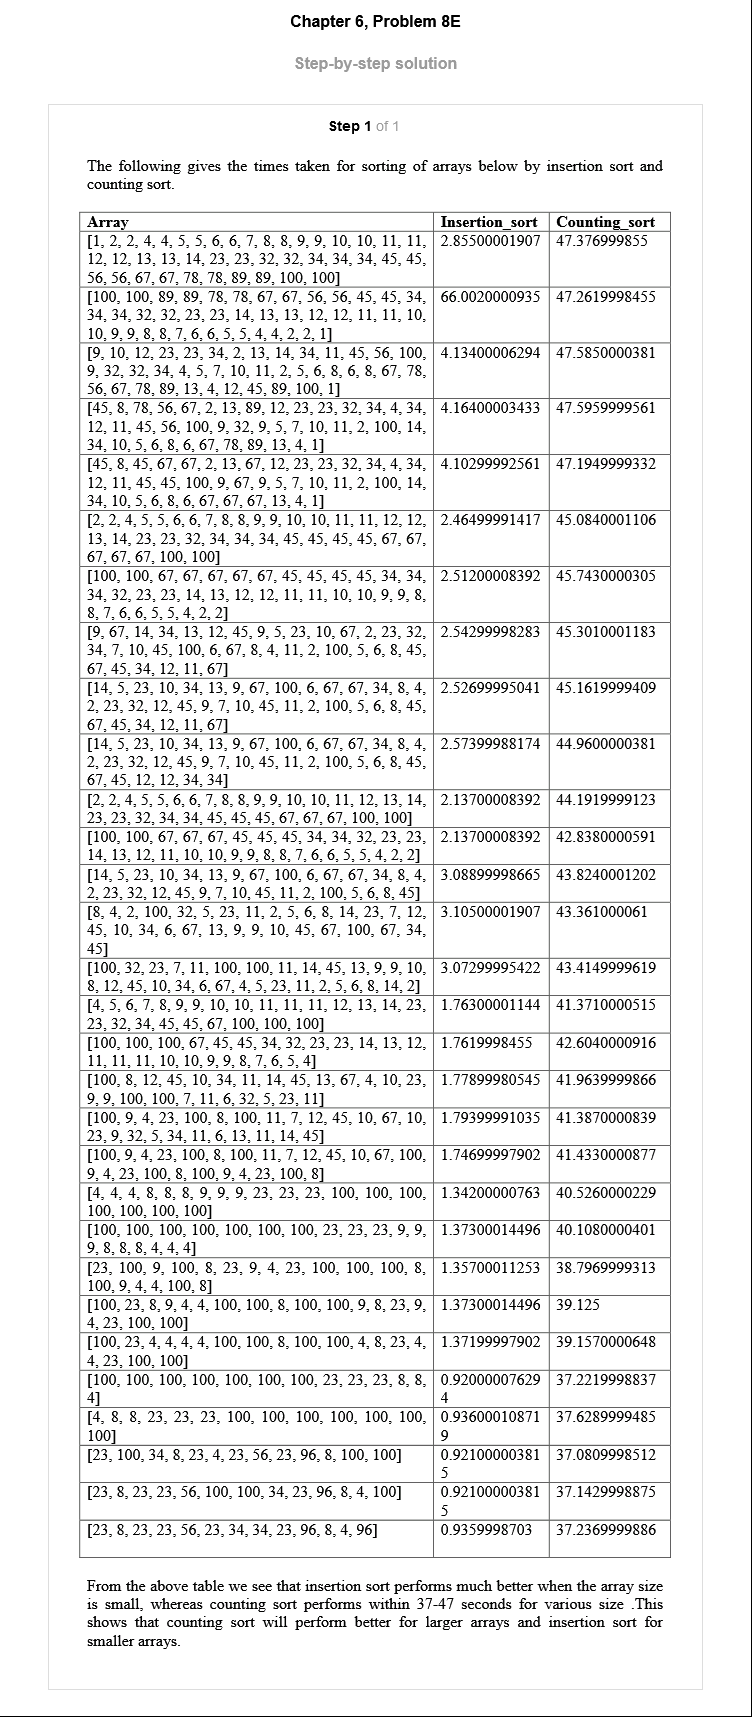 Chapter 6, Problem 8E
Step-by-step solution
Step 1 of 1
The following gives the times taken for sorting of arrays below by insertion sort and
counting sort.
Array Insertion_sort Counting_sort
[1, 2, 2, 4, 4, 5, 5, 6, 6, 7, 8, 8, 9, 9, 10, 10, 11, 11, 2.85500001907 47.376999855
12, 12, 13, 13, 14, 23, 23, 32, 32, 34, 34, 34, 45, 45,
56, 56, 67, 67, 78, 78, 89, 89, 100, 100]
[100, 100, 89, 89, 78, 78, 67, 67, 56, 56, 45, 45, 34, 66.0020000935 47.2619998455
34, 34, 32, 32, 23, 23, 14, 13, 13, 12, 12, 11, 11, 10,
10, 9, 9, 8, 8, 7, 6, 6, 5, 5, 4, 4, 2, 2, 1]
[9, 10, 12, 23, 23, 34, 2, 13, 14, 34, 11, 45, 56, 100, 4.13400006294 47.5850000381
9, 32, 32, 34, 4, 5, 7, 10, 11, 2, 5, 6, 8, 6, 8, 67, 78,
56, 67, 78, 89, 13, 4, 12, 45, 89, 100, 1]
[45, 8, 78, 56, 67, 2, 13, 89, 12, 23, 23, 32, 34, 4, 34, 4.16400003433 47.5959999561
12, 11, 45, 56, 100, 9, 32, 9, 5, 7, 10, 11, 2, 100, 14,
34, 10, 5, 6, 8, 6, 67, 78, 89, 13, 4, 1]
[45, 8, 45, 67, 67, 2, 13, 67, 12, 23, 23, 32, 34, 4, 34, 4.10299992561 47.1949999332
12, 11, 45, 45, 100, 9, 67, 9, 5, 7, 10, 11, 2, 100, 14,
34, 10, 5, 6, 8, 6, 67, 67, 67, 13, 4, 1]
[2, 2, 4, 5, 5, 6, 6, 7, 8, 8, 9, 9, 10, 10, 11, 11, 12, 12, 2.46499991417 45.0840001106
13, 14, 23, 23, 32, 34, 34, 34, 45, 45, 45, 45, 67, 67,
67, 67, 67, 100, 100]
[100, 100, 67, 67, 67, 67, 67, 45, 45, 45, 45, 34, 34, 2.51200008392 45.7430000305
34, 32, 23, 23, 14, 13, 12, 12, 11, 11, 10, 10, 9, 9, 8,
8, 7, 6, 6, 5, 5, 4, 2, 2]
[9, 67, 14, 34, 13, 12, 45, 9, 5, 23, 10, 67, 2, 23, 32, 2.54299998283 45.3010001183
34, 7, 10, 45, 100, 6, 67, 8, 4, 11, 2, 100, 5, 6, 8, 45,
67, 45, 34, 12, 11, 67]
[14, 5, 23, 10, 34, 13, 9, 67, 100, 6, 67, 67, 34, 8, 4, 2.52699995041 45.1619999409
2, 23, 32, 12, 45, 9, 7, 10, 45, 11, 2, 100, 5, 6, 8, 45,
67, 45, 34, 12, 11, 67]
[14, 5, 23, 10, 34, 13, 9, 67, 100, 6, 67, 67, 34, 8, 4, 2.57399988174 44.9600000381
2, 23, 32, 12, 45, 9, 7, 10, 45, 11, 2, 100, 5, 6, 8, 45,
67, 45, 12, 12, 34, 34]
[2, 2, 4, 5, 5, 6, 6, 7, 8, 8, 9, 9, 10, 10, 11, 12, 13, 14, 2.13700008392 44.1919999123
23, 23, 32, 34, 34, 45, 45, 45, 67, 67, 67, 100, 100]
[100, 100, 67, 67, 67, 45, 45, 45, 34, 34, 32, 23, 23, 2.13700008392 42.8380000591
14, 13, 12, 11, 10, 10, 9, 9, 8, 8, 7, 6, 6, 5, 5, 4, 2, 2]
[14, 5, 23, 10, 34, 13, 9, 67, 100, 6, 67, 67, 34, 8, 4, 3.08899998665 43.8240001202
2, 23, 32, 12, 45, 9, 7, 10, 45, 11, 2, 100, 5, 6, 8, 45]
[8, 4, 2, 100, 32, 5, 23, 11, 2, 5, 6, 8, 14, 23, 7, 12, 3.10500001907 43.361000061
45, 10, 34, 6, 67, 13, 9, 9, 10, 45, 67, 100, 67, 34,
45]
[100, 32, 23, 7, 11, 100, 100, 11, 14, 45, 13, 9, 9, 10, 3.07299995422 43.4149999619
8, 12, 45, 10, 34, 6, 67, 4, 5, 23, 11, 2, 5, 6, 8, 14, 2]
[4, 5, 6, 7, 8, 9, 9, 10, 10, 11, 11, 11, 12, 13, 14, 23, 1.76300001144 41.3710000515
23, 32, 34, 45, 45, 67, 100, 100, 100]
[100, 100, 100, 67, 45, 45, 34, 32, 23, 23, 14, 13, 12, 1.7619998455 42.6040000916
11, 11, 11, 10, 10, 9, 9, 8, 7, 6, 5, 4]
[100, 8, 12, 45, 10, 34, 11, 14, 45, 13, 67, 4, 10, 23, 1.77899980545 41.9639999866
9, 9, 100, 100, 7, 11, 6, 32, 5, 23, 11]
[100, 9, 4, 23, 100, 8, 100, 11, 7, 12, 45, 10, 67, 10, 1.79399991035 41.3870000839
23, 9, 32, 5, 34, 11, 6, 13, 11, 14, 45]
[100, 9, 4, 23, 100, 8, 100, 11, 7, 12, 45, 10, 67, 100, 1.74699997902 41.4330000877
9, 4, 23, 100, 8, 100, 9, 4, 23, 100, 8]
[4, 4, 4, 8, 8, 8, 9, 9, 9, 23, 23, 23, 100, 100, 100, 1.34200000763 40.5260000229
100, 100, 100, 100]
[100, 100, 100, 100, 100, 100, 100, 23, 23, 23, 9, 9, 1.37300014496 40.1080000401
9, 8, 8, 8, 4, 4, 4]
[23, 100, 9, 100, 8, 23, 9, 4, 23, 100, 100, 100, 8, 1.35700011253 38.7969999313
100, 9, 4, 4, 100, 8]
[100, 23, 8, 9, 4, 4, 100, 100, 8, 100, 100, 9, 8, 23, 9, 1.37300014496 39.125
4, 23, 100, 100]
[100, 23, 4, 4, 4, 4, 100, 100, 8, 100, 100, 4, 8, 23, 4, 1.37199997902 39.1570000648
4, 23, 100, 100]
[100, 100, 100, 100, 100, 100, 100, 23, 23, 23, 8, 8, 0.92000007629 37.2219998837
4] 4
[4, 8, 8, 23, 23, 23, 100, 100, 100, 100, 100, 100, 0.93600010871 37.6289999485
100] 9
[23, 100, 34, 8, 23, 4, 23, 56, 23, 96, 8, 100, 100] 0.92100000381 37.0809998512
5
[23, 8, 23, 23, 56, 100, 100, 34, 23, 96, 8, 4, 100] 0.92100000381 37.1429998875
5
[23, 8, 23, 23, 56, 23, 34, 34, 23, 96, 8, 4, 96] 0.9359998703 37.2369999886
From the above table we see that insertion sort performs much better when the array size
is small, whereas counting sort performs within 37-47 seconds for various size .This
shows that counting sort will perform better for larger arrays and insertion sort for
smaller arrays.